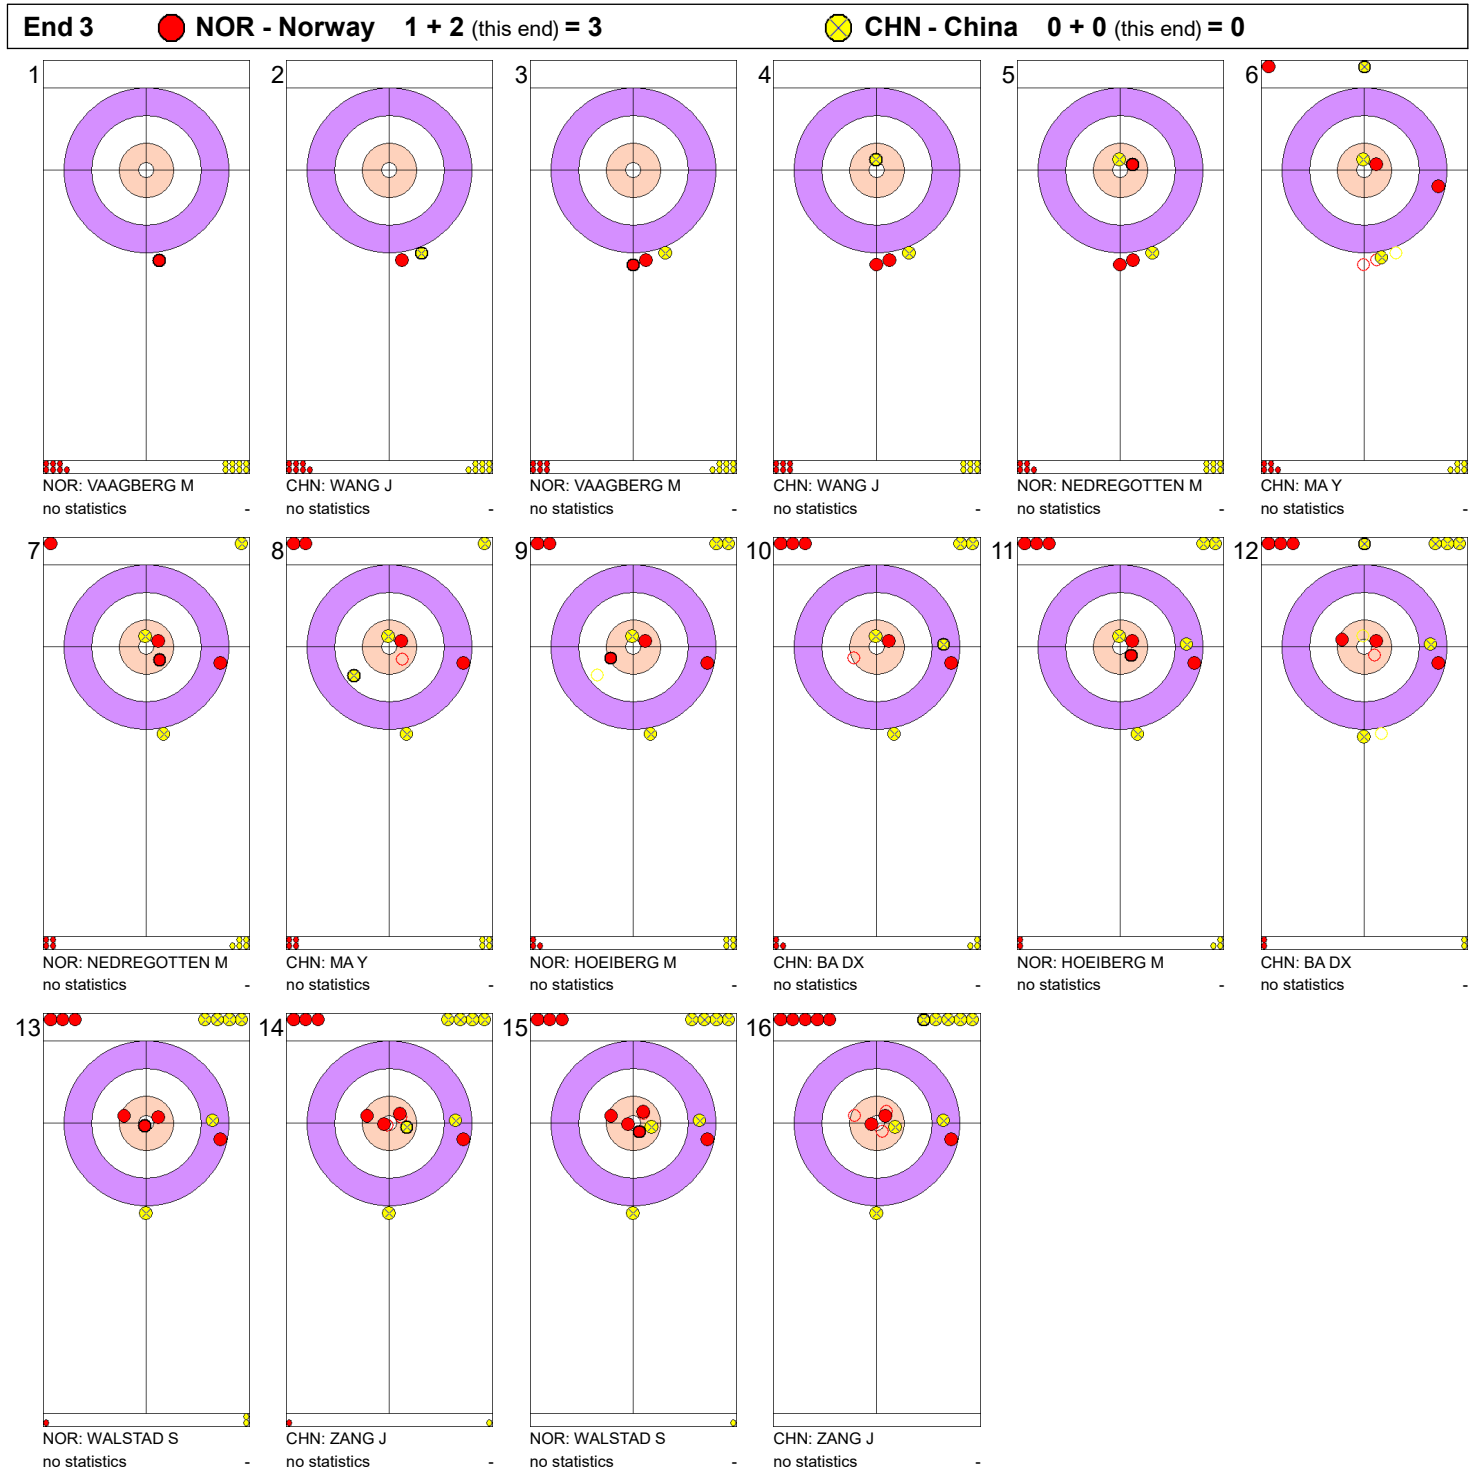 End 3 NOR - Norway 1 + 2 (this end) = 3 CHN - China 0 + 0 (this end) = 0
1 2 3 4 5 6
NOR: VAAGBERG M CHN: WANG J NOR: VAAGBERG M CHN: WANG J NOR: NEDREGOTTEN M CHN: MA Y
no statistics - no statistics - no statistics - no statistics - no statistics - no statistics -
7 8 9 10 11 12
NOR: NEDREGOTTEN M CHN: MA Y NOR: HOEIBERG M CHN: BA DX NOR: HOEIBERG M CHN: BA DX
no statistics - no statistics - no statistics - no statistics - no statistics - no statistics -
13 14 15 16
NOR: WALSTAD S CHN: ZANG J NOR: WALSTAD S CHN: ZANG J
no statistics - no statistics - no statistics - no statistics -